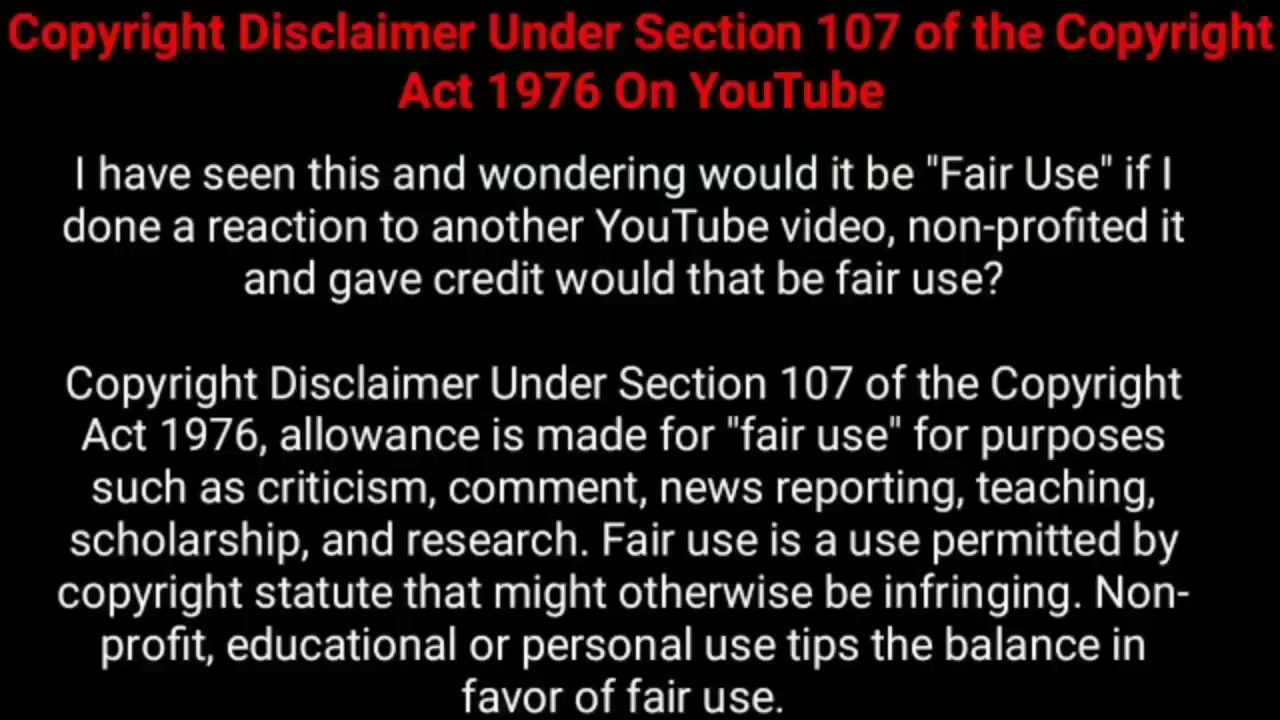 Copyright Disclaimer Under Section 107 of the Copyright
Act 1976 On YouTube
I have seen this and wondering would it be "Fair Use" if I
done a reaction to another YouTube video, non-profited it
and gave credit would that be fair use?
Copyright Disclaimer Under Section 107 of the Copyright
Act 1976, allowance is made for "fair use" for purposes
such as criticism, comment, news reporting, teaching,
scholarship, and research. Fair use is a use permitted by
copyright statute that might otherwise be infringing. Non-
profit, educational or personal use tips the balance in
favor of fair use.